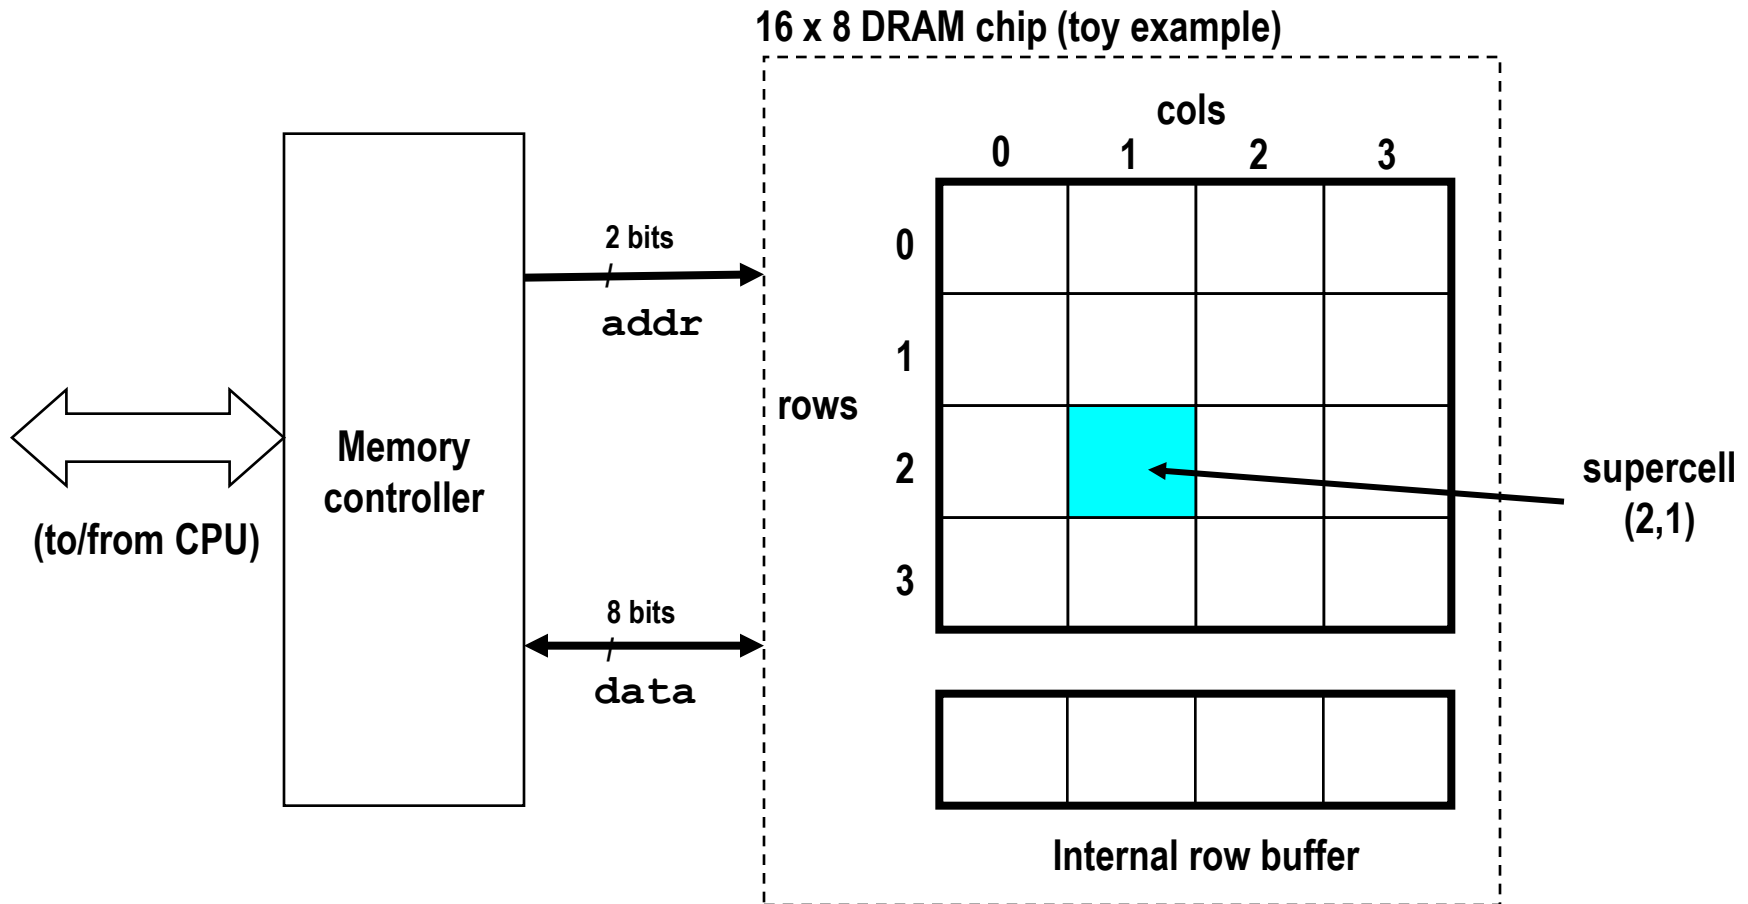 16 x 8 DRAM chip (toy example)
cols
0 1 2 3
2 bits
addr
0
1
rows
2
3
Memory
controller
(to/from CPU)
supercell
(2,1)
8 bits
data
Internal row buffer